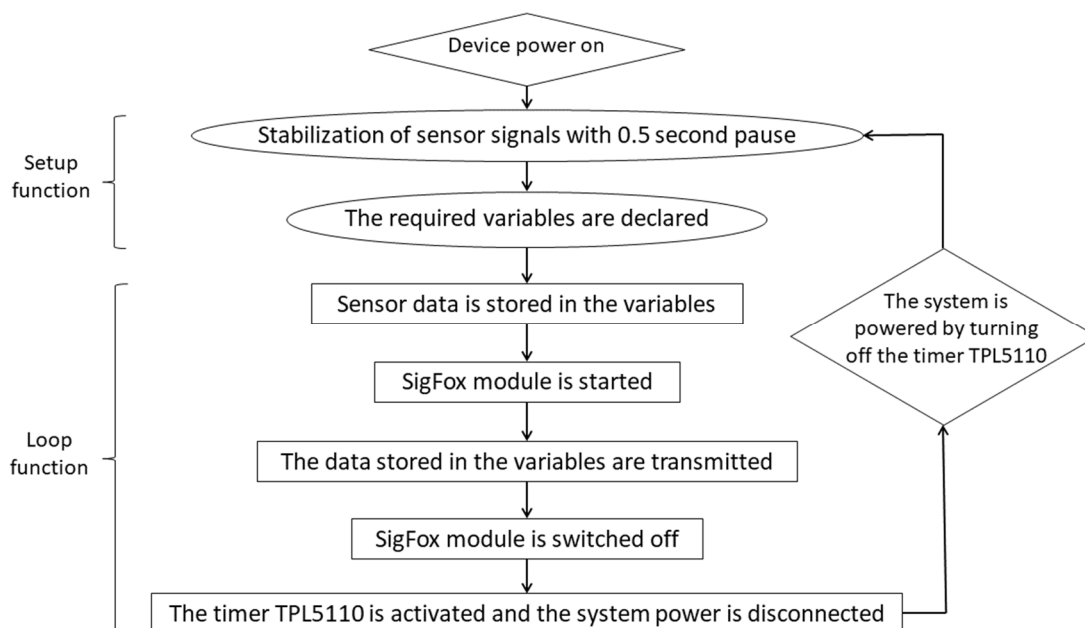 Device power on
Setup
function
Stabilization of sensor signals with 0.5 second pause
The required variables are declared
Loop
function
Sensor data is stored in the variables
SigFox module is started
The data stored in the variables are transmitted
SigFox module is switched off
The timer TPL5110 is activated and the system power is disconnected
The system is
powered by turning
off the timer TPL5110